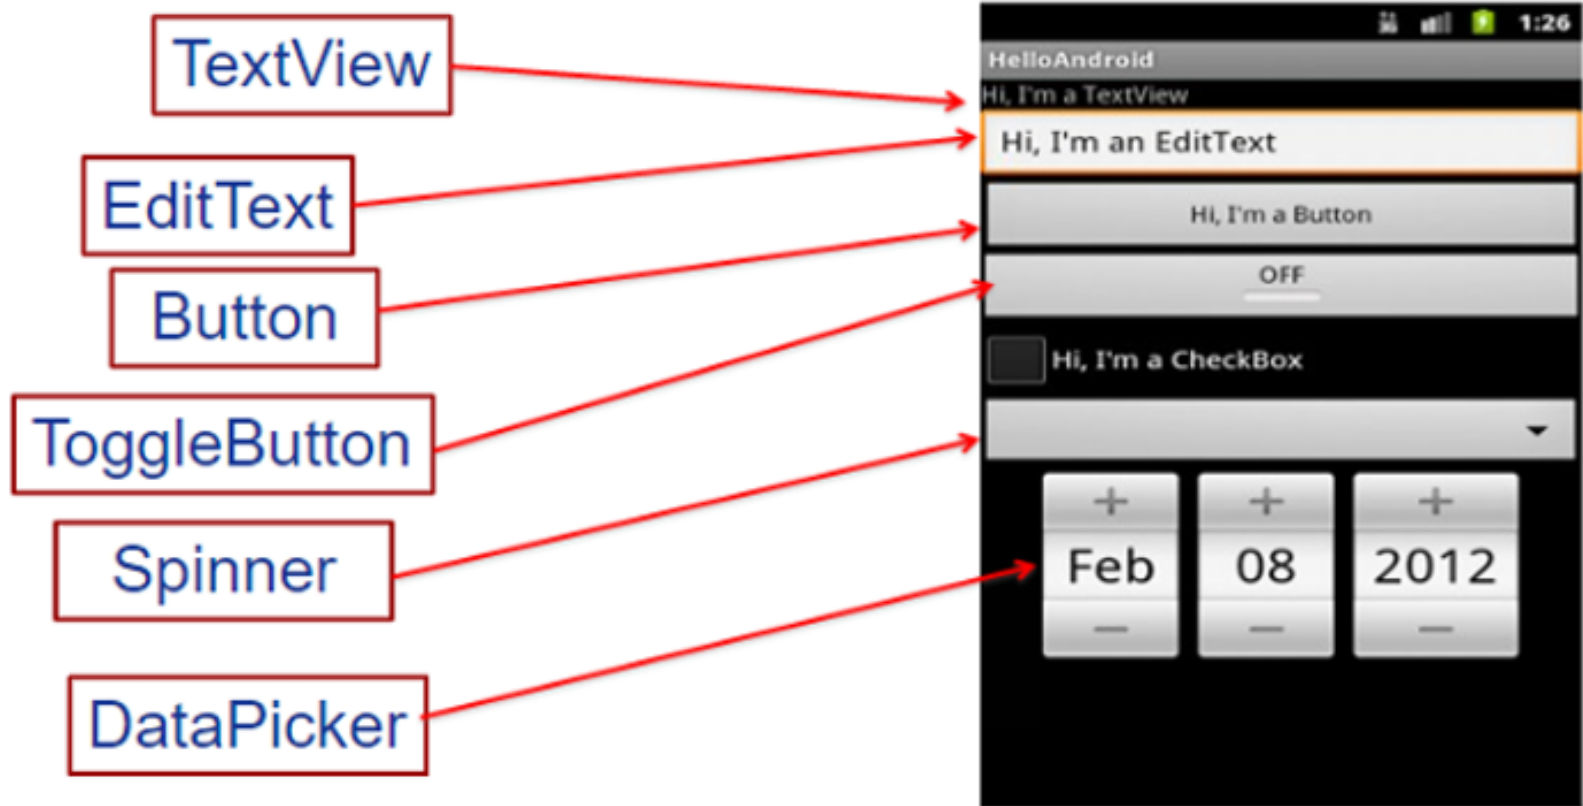 TextView
EditText
Button
ToggleButton
Spinner
DataPicker
1:26
HelloAndroid
Hi, I'm a TextView
Hi, I'm an EditText
Hi, I'm a Button
OFF
Hi, I'm a CheckBox
+ + +
Feb 08 2012
− − −